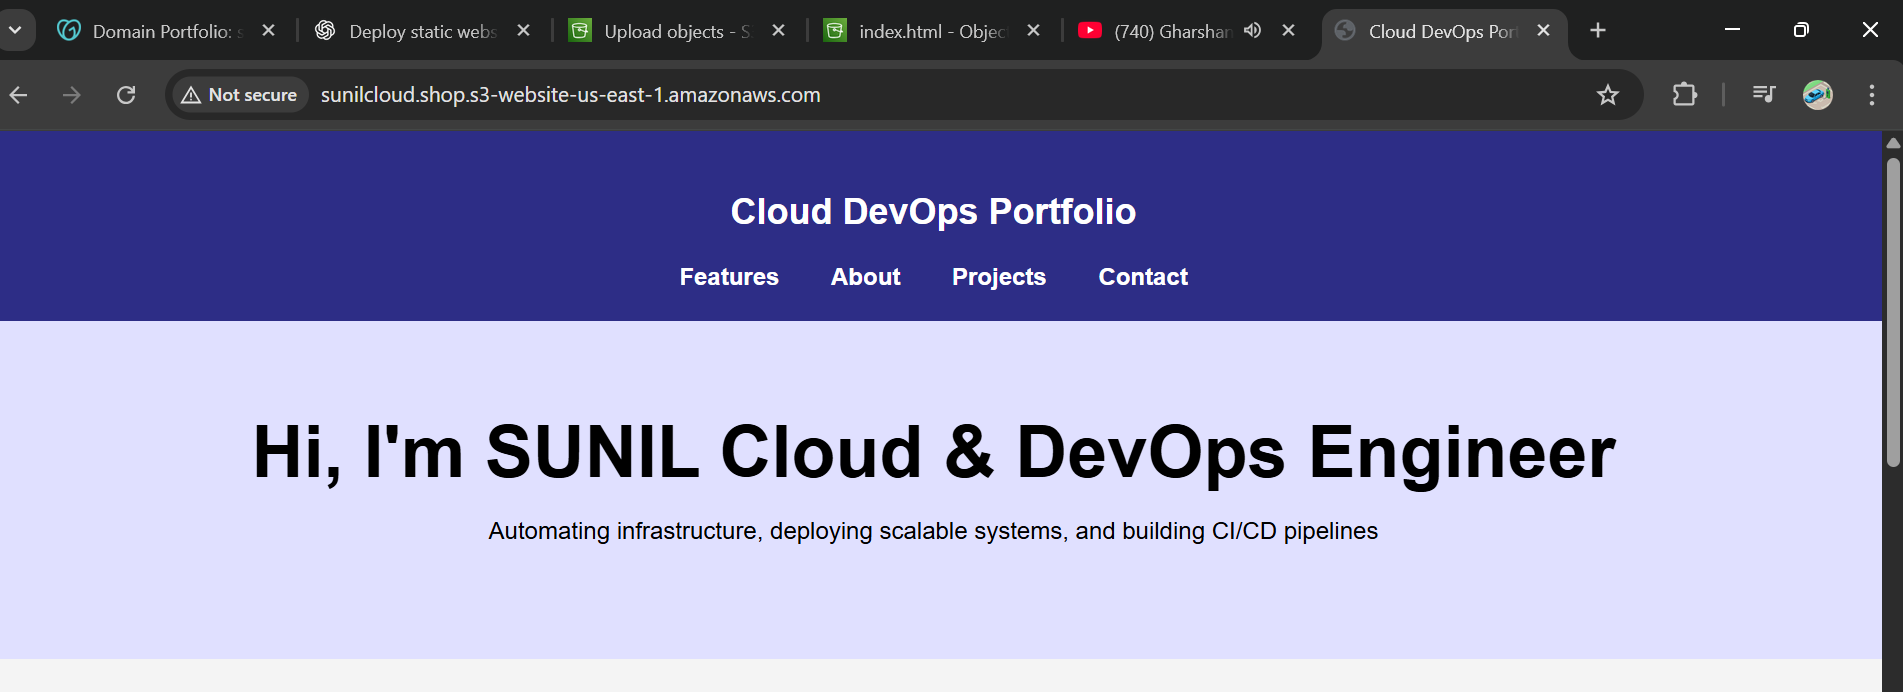 Domain Portfolio: s
Deploy static webs
Upload objects - S
index.html - Objec
(740) Gharshan
Cloud DevOps Por
Not secure
sunilcloud.shop.s3-website-us-east-1.amazonaws.com
Cloud DevOps Portfolio
Features About Projects Contact
Hi, I'm SUNIL Cloud & DevOps Engineer
Automating infrastructure, deploying scalable systems, and building CI/CD pipelines